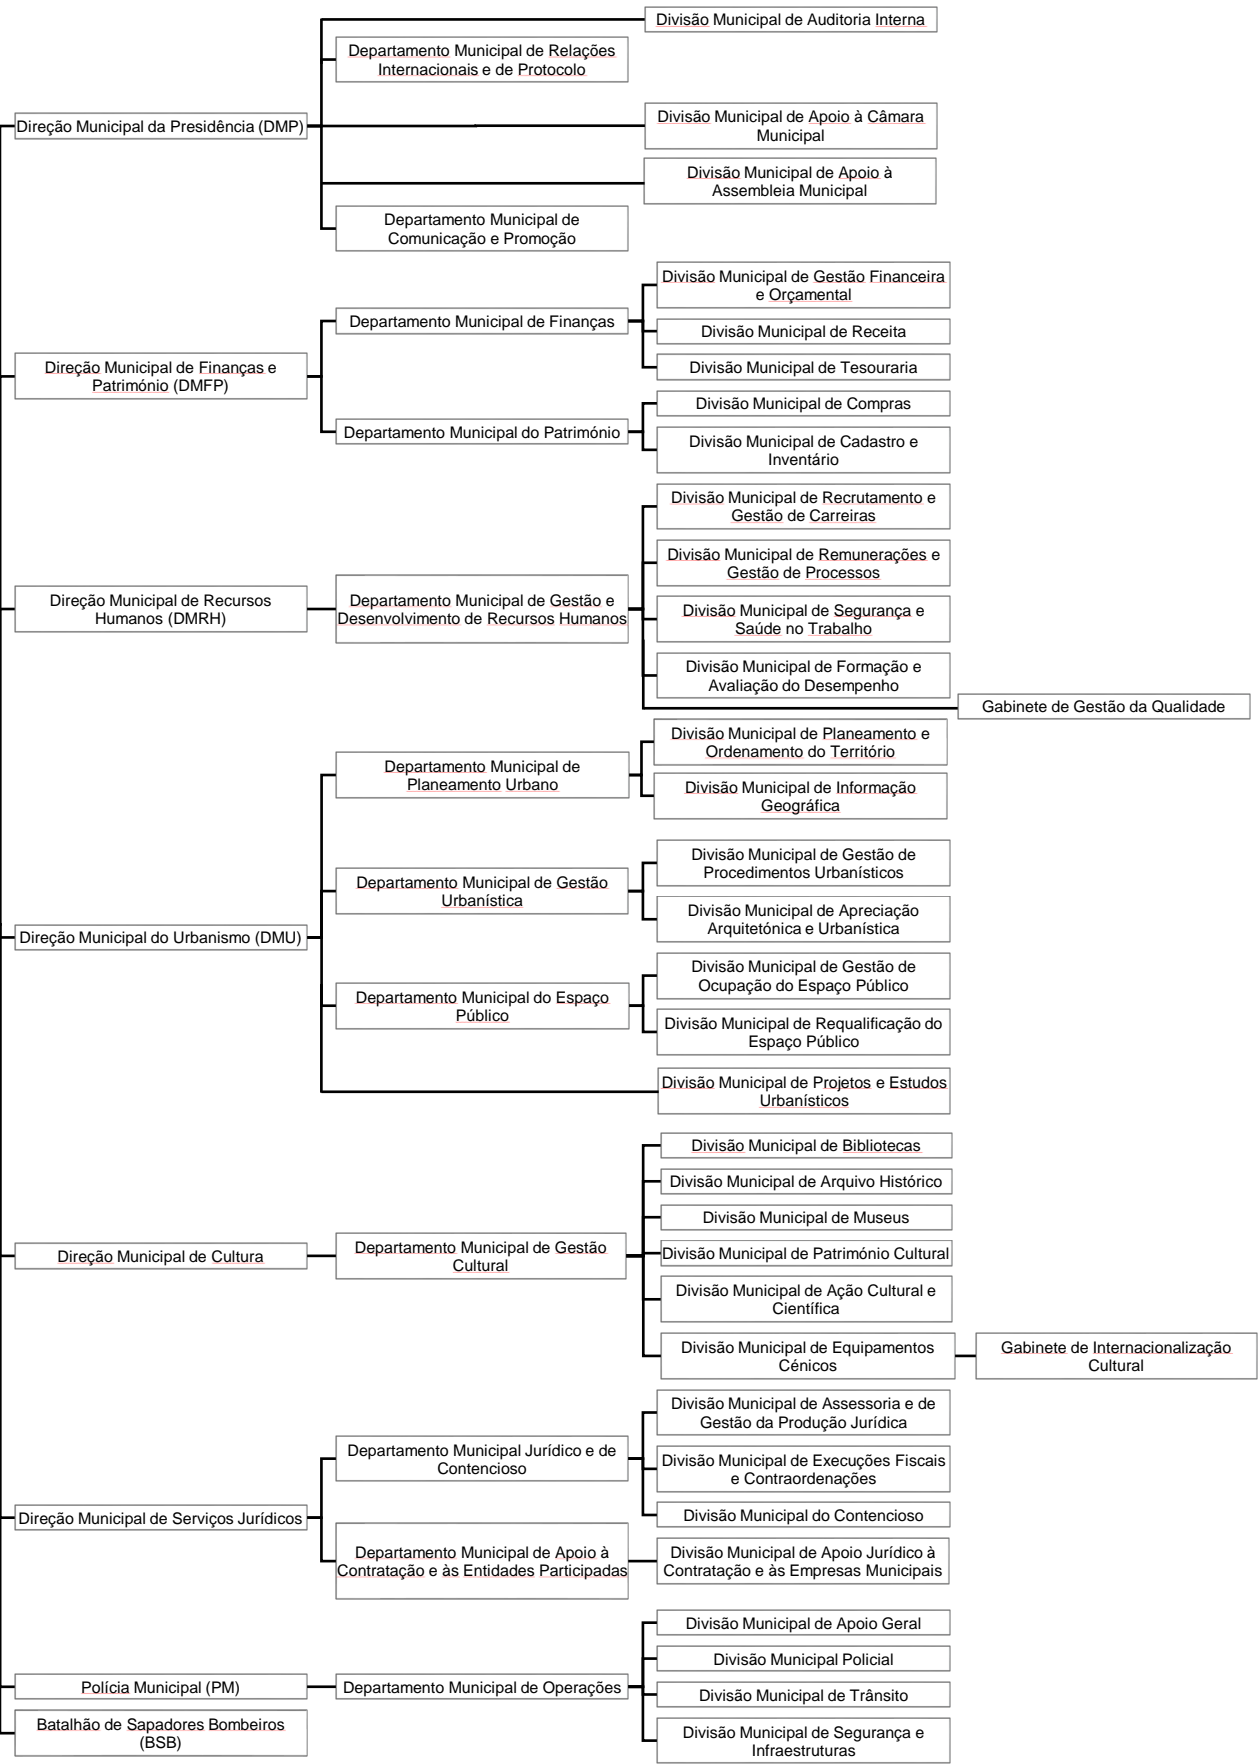 Divisão Municipal de Auditoria Interna
Departamento Municipal de Relações
Internacionais e de Protocolo
Direção Municipal da Presidência (DMP)
Divisão Municipal de Apoio à Câmara
Municipal
Divisão Municipal de Apoio à
Assembleia Municipal
Departamento Municipal de
Comunicação e Promoção
Direção Municipal de Finanças e
Património (DMFP)
Departamento Municipal de Finanças
Divisão Municipal de Gestão Financeira
e Orçamental
Divisão Municipal de Receita
Divisão Municipal de Tesouraria
Departamento Municipal do Património
Divisão Municipal de Compras
Divisão Municipal de Cadastro e
Inventário
Direção Municipal de Recursos
Humanos (DMRH)
Departamento Municipal de Gestão e
Desenvolvimento de Recursos Humanos
Divisão Municipal de Recrutamento e
Gestão de Carreiras
Divisão Municipal de Remunerações e
Gestão de Processos
Divisão Municipal de Segurança e
Saúde no Trabalho
Divisão Municipal de Formação e
Avaliação do Desempenho
Gabinete de Gestão da Qualidade
Direção Municipal do Urbanismo (DMU)
Departamento Municipal de
Planeamento Urbano
Divisão Municipal de Planeamento e
Ordenamento do Território
Divisão Municipal de Informação
Geográfica
Departamento Municipal de Gestão
Urbanística
Divisão Municipal de Gestão de
Procedimentos Urbanísticos
Divisão Municipal de Apreciação
Arquitetónica e Urbanística
Departamento Municipal do Espaço
Público
Divisão Municipal de Gestão de
Ocupação do Espaço Público
Divisão Municipal de Requalificação do
Espaço Público
Divisão Municipal de Projetos e Estudos
Urbanísticos
Direção Municipal de Cultura
Departamento Municipal de Gestão
Cultural
Divisão Municipal de Bibliotecas
Divisão Municipal de Arquivo Histórico
Divisão Municipal de Museus
Divisão Municipal de Património Cultural
Divisão Municipal de Ação Cultural e
Científica
Divisão Municipal de Equipamentos
Cénicos
Gabinete de Internacionalização
Cultural
Direção Municipal de Serviços Jurídicos
Departamento Municipal Jurídico e de
Contencioso
Divisão Municipal de Assessoria e de
Gestão da Produção Jurídica
Divisão Municipal de Execuções Fiscais
e Contraordenações
Divisão Municipal do Contencioso
Departamento Municipal de Apoio à
Contratação e às Entidades Participadas
Divisão Municipal de Apoio Jurídico à
Contratação e às Empresas Municipais
Polícia Municipal (PM)
Departamento Municipal de Operações
Divisão Municipal de Apoio Geral
Divisão Municipal Policial
Divisão Municipal de Trânsito
Divisão Municipal de Segurança e
Infraestruturas
Batalhão de Sapadores Bombeiros
(BSB)